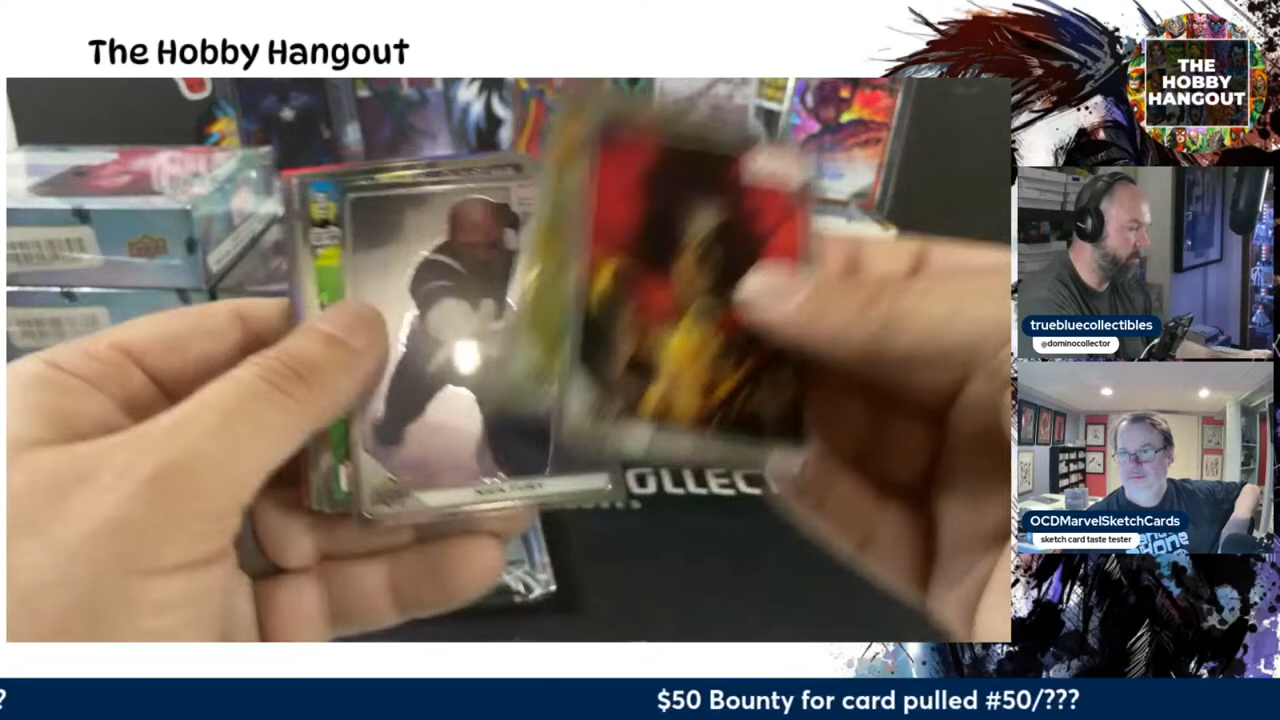 The Hobby Hangout
THE
HOBBY
HANGOUT
OLLEC
truebluecollectibles
@dominocollector
OCDMarvelSketchCards
sketch card taste tester
?
$50 Bounty for card pulled #50/???